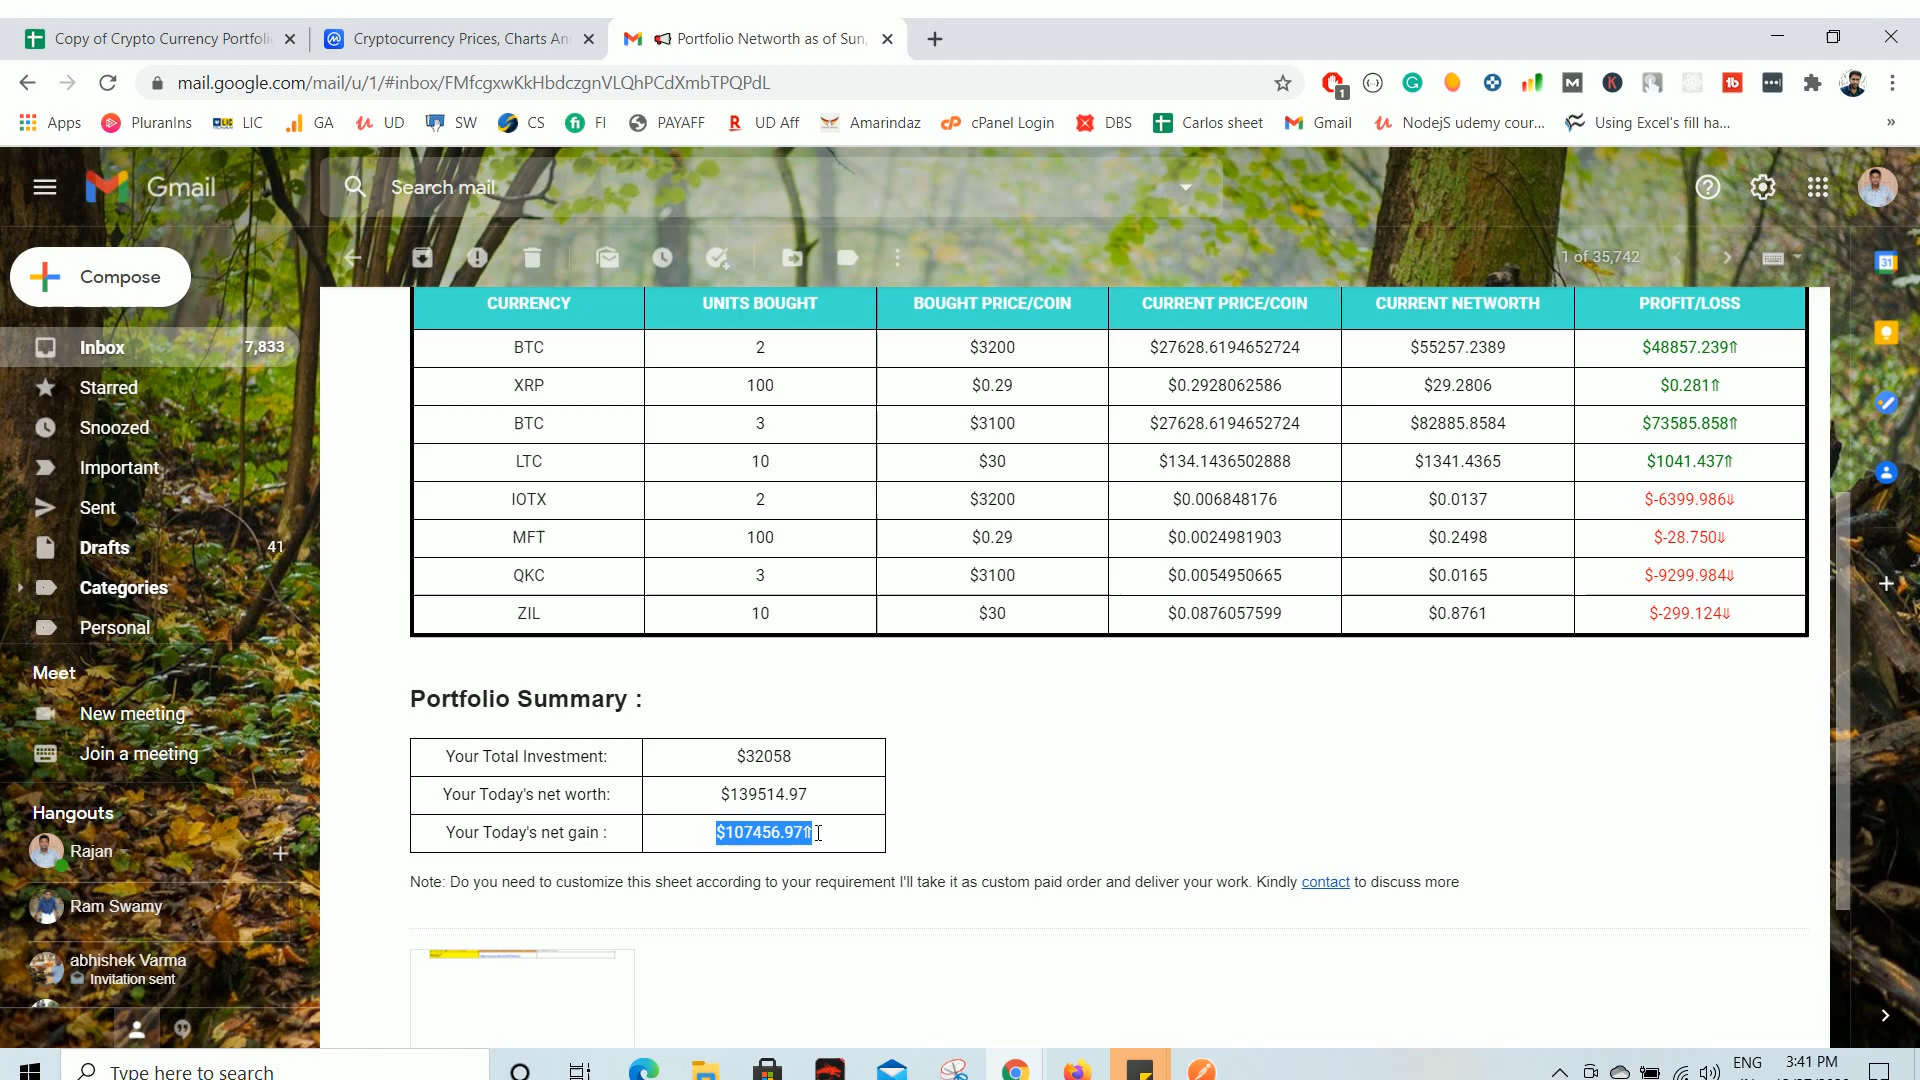 Copy of Crypto Currency Portfoli
Cryptocurrency Prices, Charts An
Portfolio Networth as of Sun,
mail.google.com/mail/u/1/#inbox/FMfcgxwKkHbdczgnVLQhPCdXmbTPQPdL
1
Apps PluranIns LIC GA UD SW CS FI PAYAFF UD Aff Amarindaz cPanel Login DBS Carlos sheet Gmail NodejS udemy cour... Using Excel's fill ha... »
Gmail
Search mail
Compose
1 of 35,742
Inbox 7,833
Starred
Snoozed
Important
Sent
Drafts 41
Categories
Personal
Meet
New meeting
Join a meeting
Hangouts
Rajan
Ram Swamy
abhishek Varma
Invitation sent
CURRENCY UNITS BOUGHT BOUGHT PRICE/COIN CURRENT PRICE/COIN CURRENT NETWORTH PROFIT/LOSS
BTC 2 $3200 $27628.6194652724 $55257.2389 $48857.239⇑
XRP 100 $0.29 $0.2928062586 $29.2806 $0.281⇑
BTC 3 $3100 $27628.6194652724 $82885.8584 $73585.858⇑
LTC 10 $30 $134.1436502888 $1341.4365 $1041.437⇑
IOTX 2 $3200 $0.006848176 $0.0137 $-6399.986⇓
MFT 100 $0.29 $0.0024981903 $0.2498 $-28.750⇓
QKC 3 $3100 $0.0054950665 $0.0165 $-9299.984⇓
ZIL 10 $30 $0.0876057599 $0.8761 $-299.124⇓
Portfolio Summary :
Your Total Investment: $32058
Your Today's net worth: $139514.97
Your Today's net gain : $107456.97⇑
Note: Do you need to customize this sheet according to your requirement I'll take it as custom paid order and deliver your work. Kindly contact to discuss more
31
Type here to search
ENG
3:41 PM